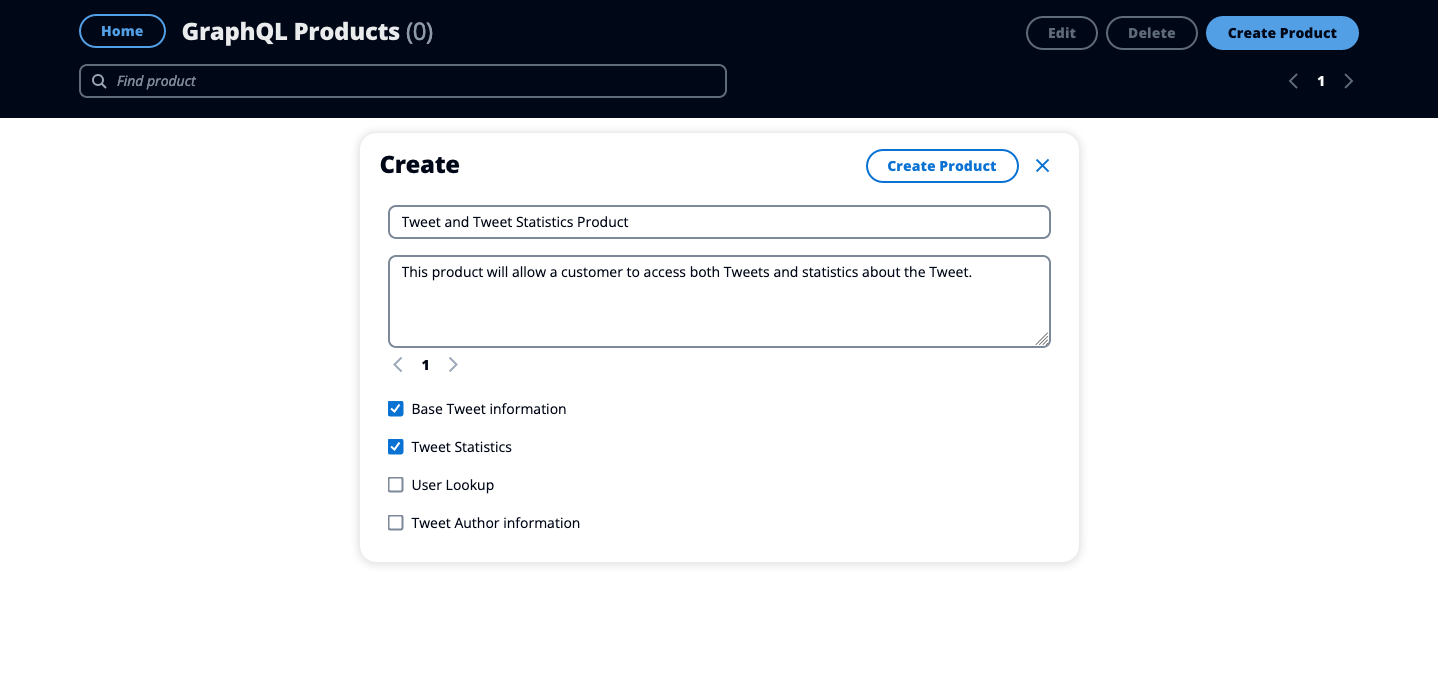 Home
GraphQL Products (0)
Edit
Delete
Create Product
Find product
1
Create
Create Product
Tweet and Tweet Statistics Product
This product will allow a customer to access both Tweets and statistics about the Tweet.
1
Base Tweet information
Tweet Statistics
User Lookup
Tweet Author information